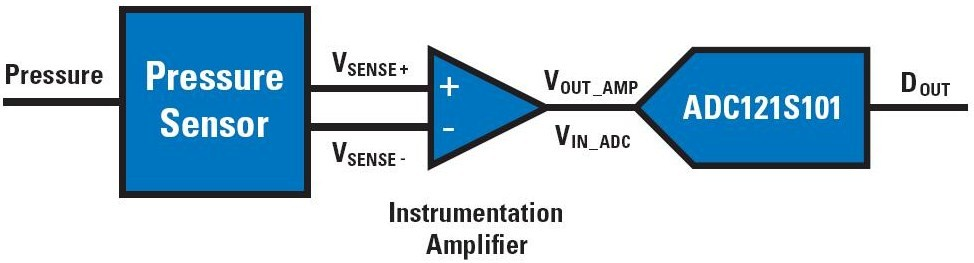 Pressure
Pressure
Sensor
VSENSE+
+
-
VSENSE-
Instrumentation
Amplifier
VOUT_AMP
VIN_ADC
ADC121S101
DOUT